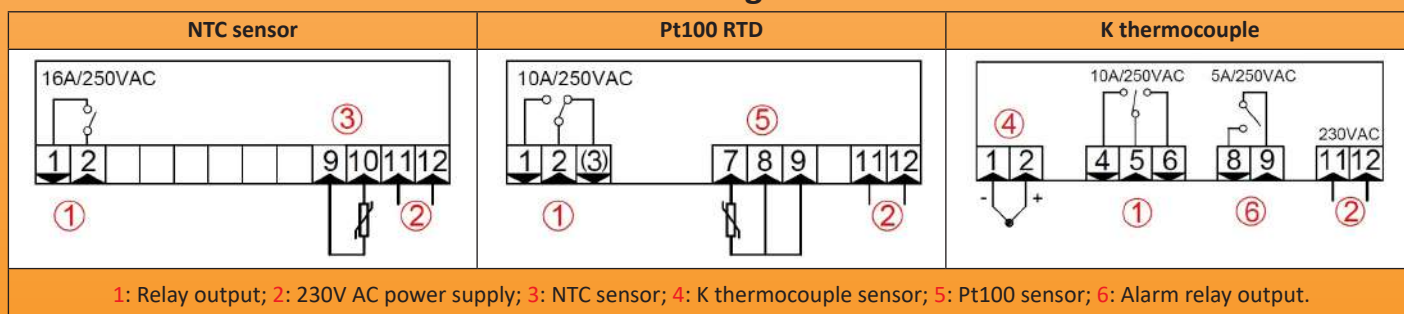 NTC sensor
Pt100 RTD
K thermocouple
16A/250VAC
③
1 2 9 10 11 12
① ②
10A/250VAC
⑤
1 2 (3) 7 8 9 11 12
① ②
10A/250VAC 5A/250VAC
④ 230VAC
1 2 4 5 6 8 9 11 12
- +
① ⑥ ②
1: Relay output; 2: 230V AC power supply; 3: NTC sensor; 4: K thermocouple sensor; 5: Pt100 sensor; 6: Alarm relay output.